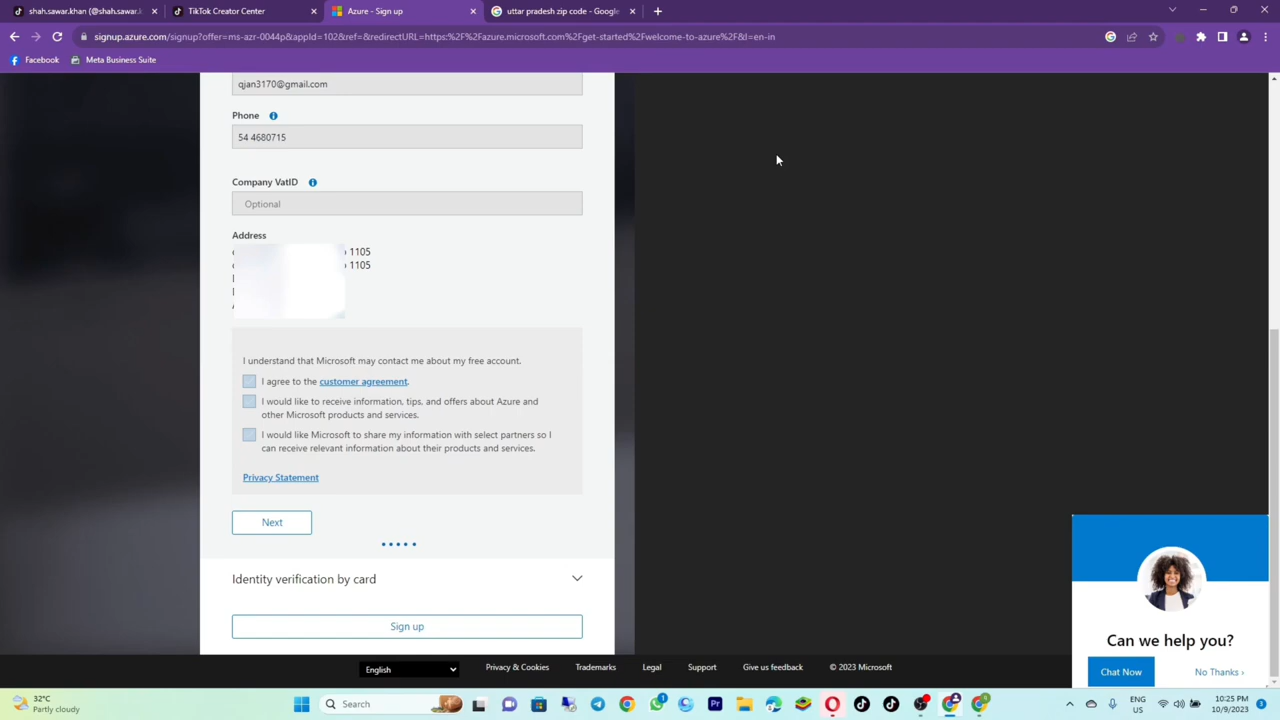 shah.sawar.khan (@shah.sawar.k
TikTok Creator Center
Azure - Sign up
uttar pradesh zip code - Google
signup.azure.com/signup?offer=ms-azr-0044p&appId=102&ref=&redirectURL=https:%2F%2Fazure.microsoft.com%2Fget-started%2Fwelcome-to-azure%2F&l=en-in
Facebook
Meta Business Suite
qjan3170@gmail.com
Phone
54 4680715
Company VatID
Optional
Address
1105
1105
I understand that Microsoft may contact me about my free account.
I agree to the customer agreement.
I would like to receive information, tips, and offers about Azure and
other Microsoft products and services.
I would like Microsoft to share my information with select partners so I
can receive relevant information about their products and services.
Privacy Statement
Next
Identity verification by card
Sign up
Can we help you?
Chat Now
No Thanks ›
English
Privacy & Cookies
Trademarks
Legal
Support
Give us feedback
© 2023 Microsoft
32°C
Partly cloudy
Search
ENG
US
10:25 PM
10/9/2023